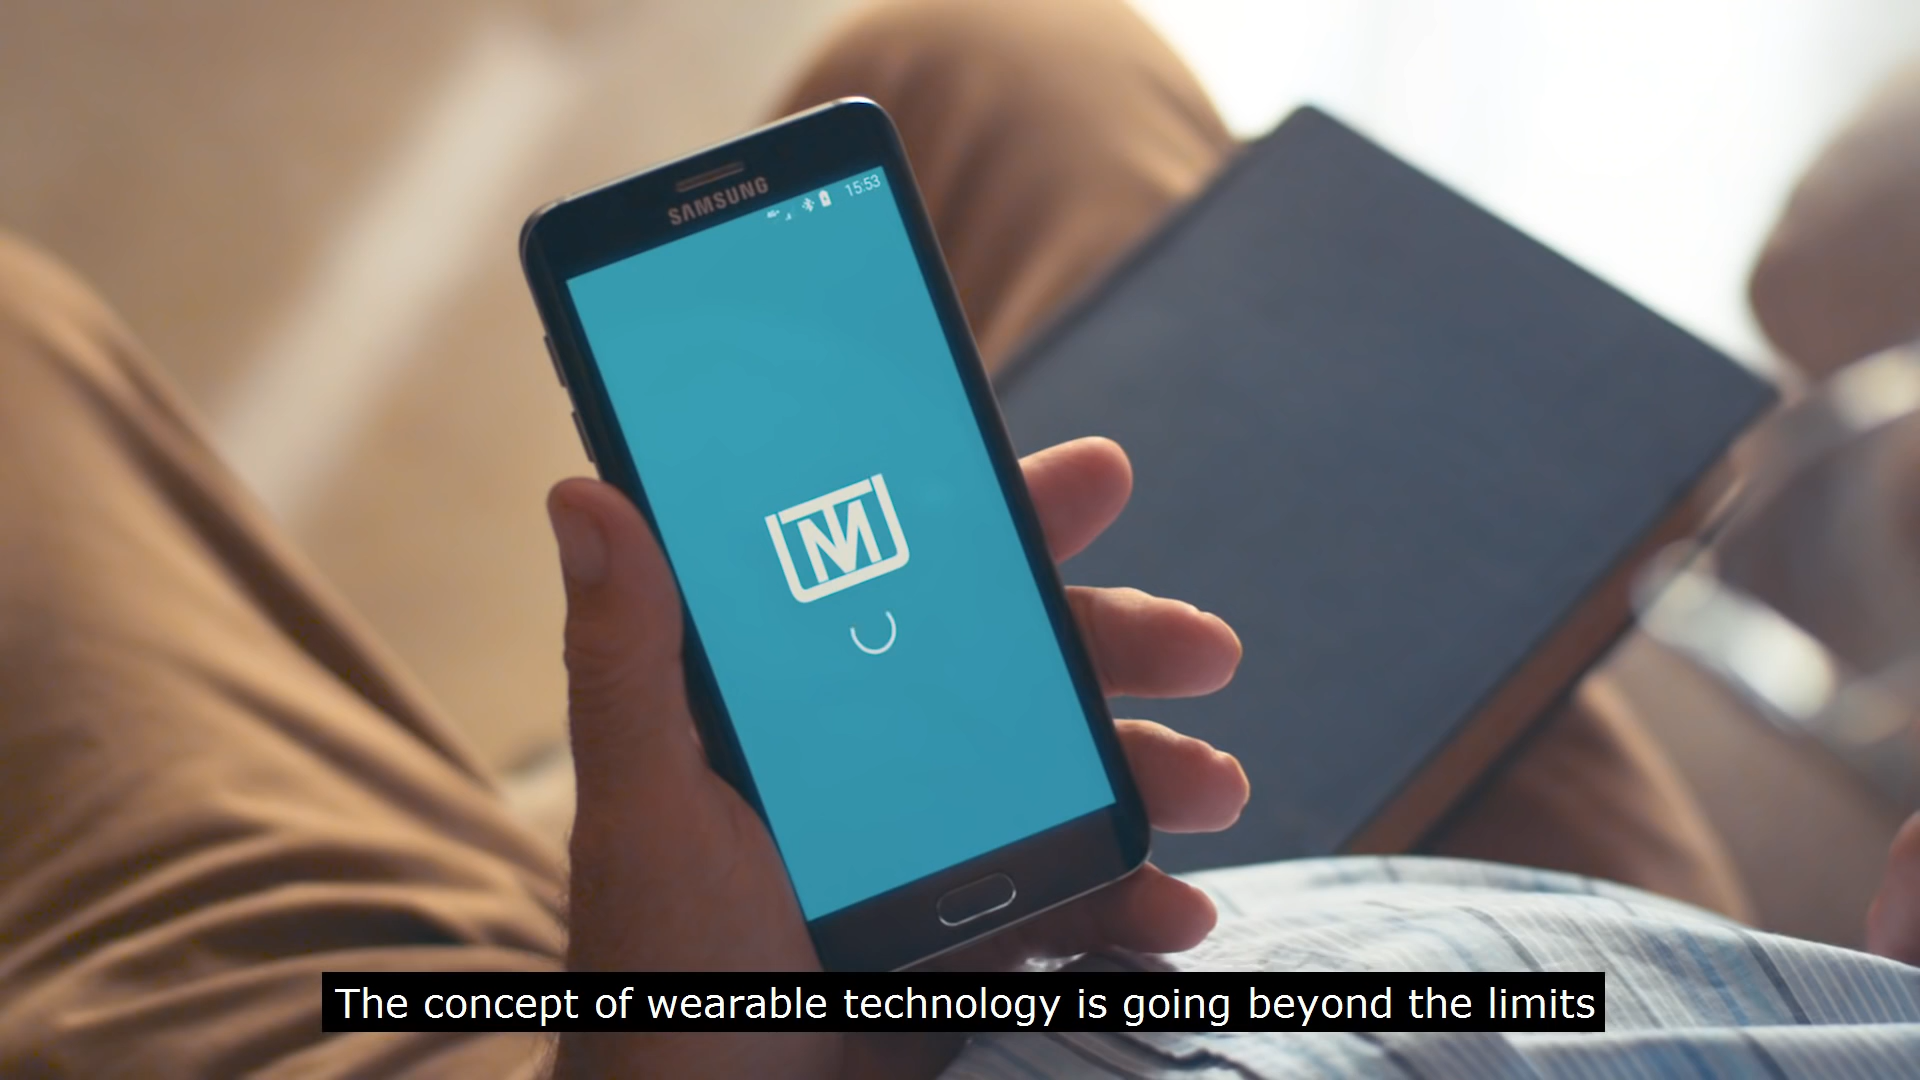 SAMSUNG
15:53
TM
The concept of wearable technology is going beyond the limits